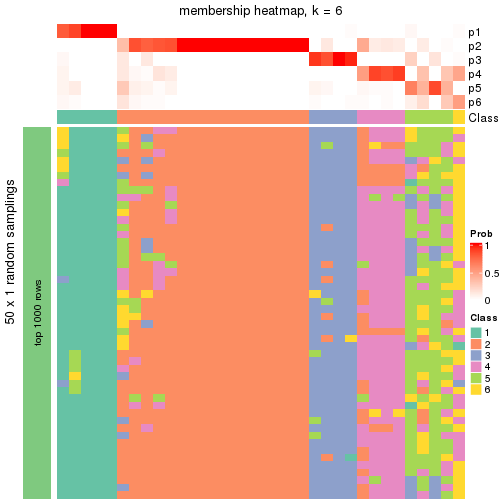 membership heatmap, k = 6
p1
p2
p3
p4
p5
p6
Class
50 x 1 random samplings
top 1000 rows
Prob
1
0.5
0
Class
1
2
3
4
5
6